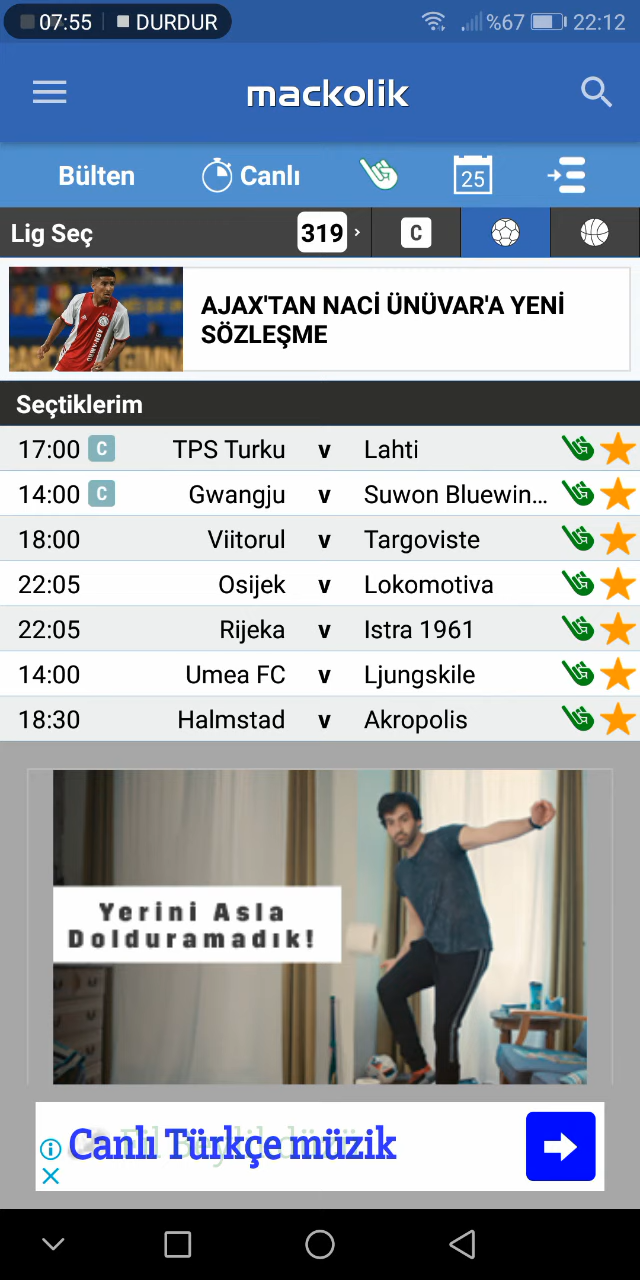 07:55 DURDUR %67 22:12
mackolik
Bülten Canlı 25
Lig Seç 319 C
AJAX'TAN NACİ ÜNÜVAR'A YENİ
SÖZLEŞME
Seçtiklerim
17:00 C TPS Turku v Lahti
14:00 C Gwangju v Suwon Bluewin...
18:00 Viitorul v Targoviste
22:05 Osijek v Lokomotiva
22:05 Rijeka v Istra 1961
14:00 Umea FC v Ljungskile
18:30 Halmstad v Akropolis
Yerini Asla
Dolduramadık!
Canlı Türkçe müzik